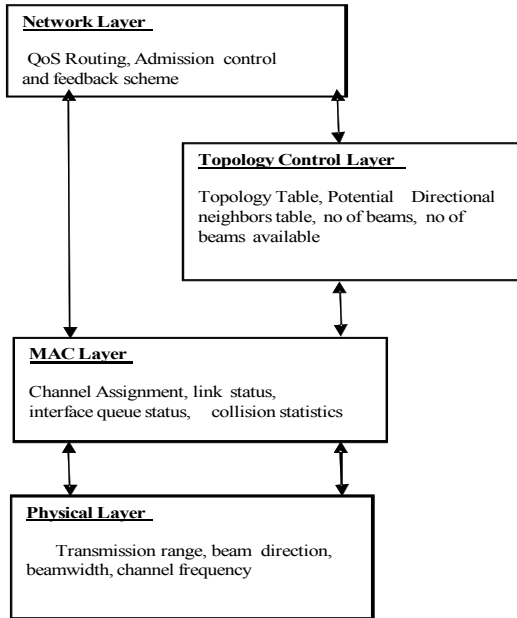 Network Layer
QoS Routing, Admission control
and feedback scheme
Topology Control Layer
Topology Table, Potential Directional
neighbors table, no of beams, no of
beams available
MAC Layer
Channel Assignment, link status,
interface queue status, collision statistics
Physical Layer
Transmission range, beam direction,
beamwidth, channel frequency